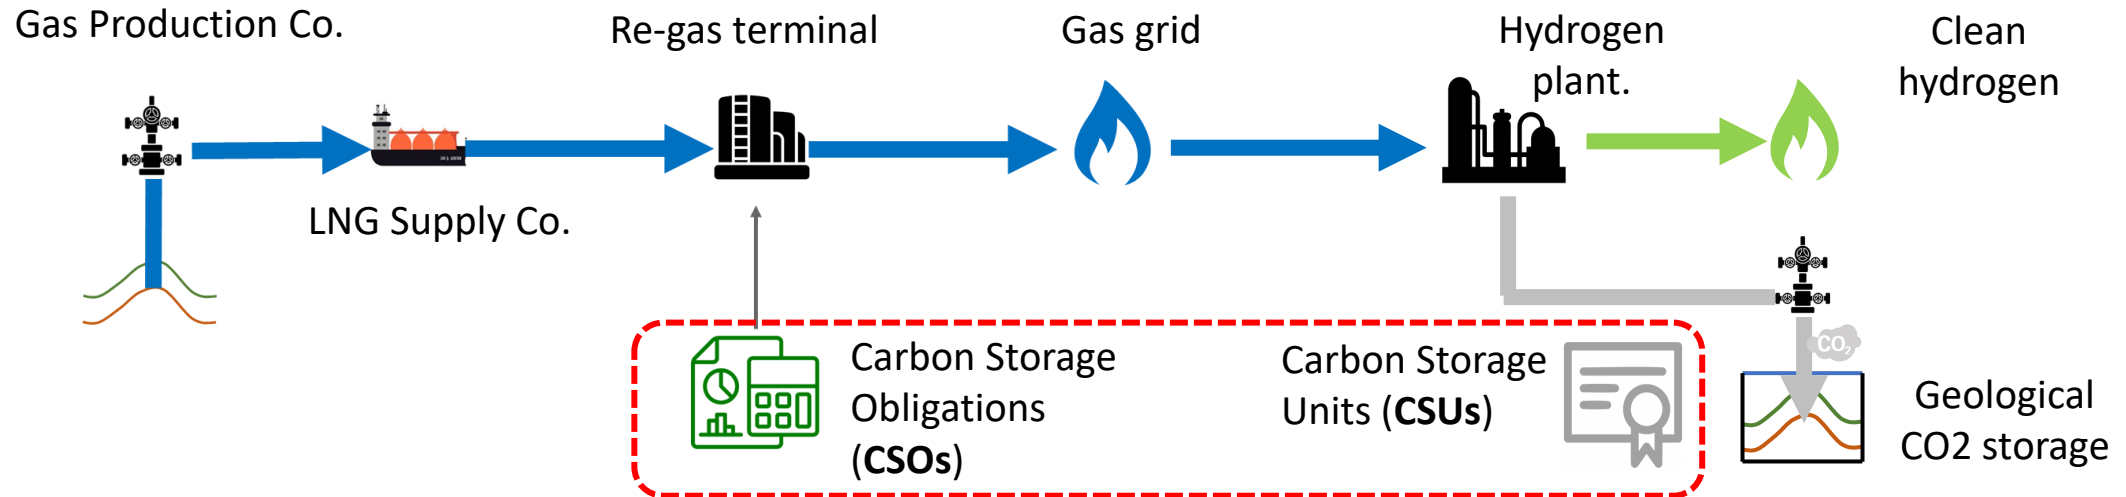 Gas Production Co.
Re-gas terminal
Gas grid
Hydrogen
plant.
Clean
hydrogen
LNG Supply Co.
Carbon Storage
Obligations
(CSOs)
Carbon Storage
Units (CSUs)
CO₂
Geological
CO2 storage